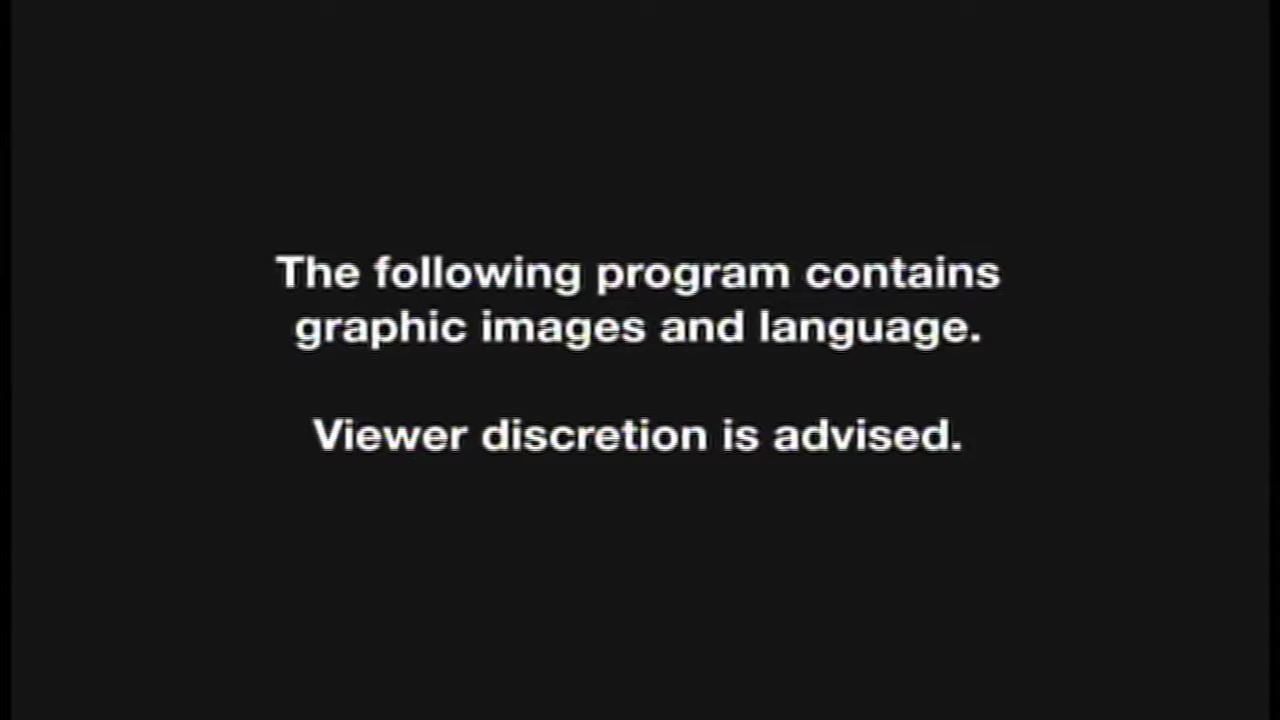 The following program contains
graphic images and language.
Viewer discretion is advised.